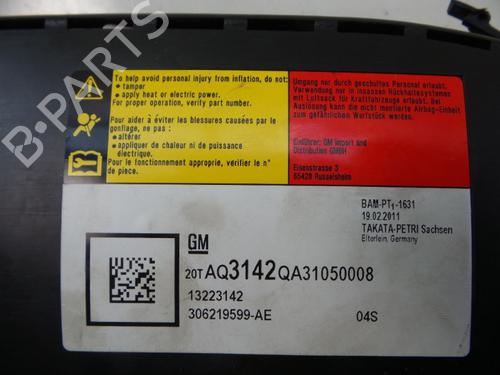 To help avoid personal injury from inflation, do not:
• tamper
• apply heat or electric power.
For proper operation, verify part number.
Pour aider à éviter les blessures causées par le
gonflage, ne pas:
• altérer
• appliquer de chaleur ni de puissance
électrique.
Pour le fonctionnement approprié, vérifier le n°
de pièce.
Umgang nur durch geschultes Personal erlaubt.
Verwendung nur in Insassen Rückhaltesystemen
mit Luftsack für Kraftfahrzeuge erlaubt. Bei
Auslösung kann die nicht montierte Airbag-Einheit
zum gefährlichen Wurfstück werden.
Einführer: GM Import and
Distribution GMBH
Eisenstrasse 3
65428 Russelsheim
BAM-PT1-1631
19.02.2011
TAKATA-PETRI Sachsen
Elterlein, Germany
GM
20TAQ3142QA31050008
13223142
306219599-AE
04S
B-PARTS